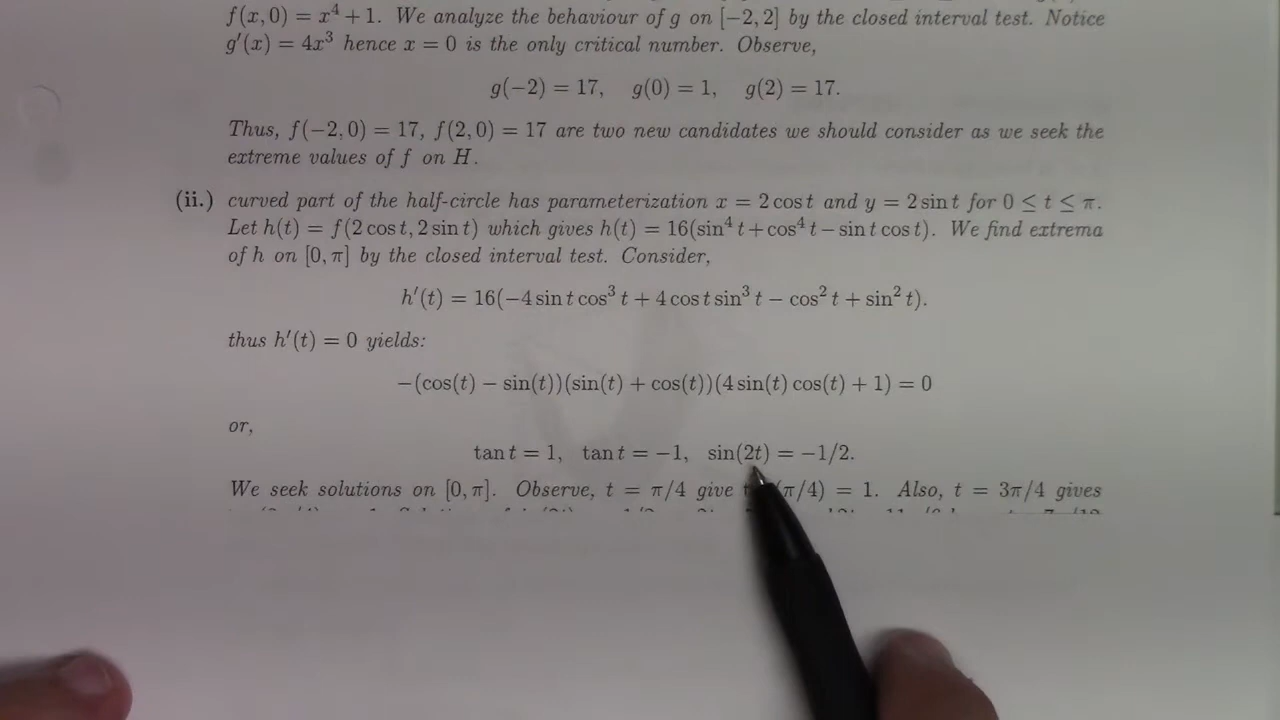 f(x, 0) = x⁴ + 1. We analyze the behaviour of g on [−2, 2] by the closed interval test. Notice
g′(x) = 4x³ hence x = 0 is the only critical number. Observe,
g(−2) = 17, g(0) = 1, g(2) = 17.
Thus, f(−2, 0) = 17, f(2, 0) = 17 are two new candidates we should consider as we seek the
extreme values of f on H.
(ii.) curved part of the half-circle has parameterization x = 2 cos t and y = 2 sin t for 0 ≤ t ≤ π.
Let h(t) = f(2 cos t, 2 sin t) which gives h(t) = 16(sin⁴ t + cos⁴ t − sin t cos t). We find extrema
of h on [0, π] by the closed interval test. Consider,
h′(t) = 16(−4 sin t cos³ t + 4 cos t sin³ t − cos² t + sin² t).
thus h′(t) = 0 yields:
−(cos(t) − sin(t))(sin(t) + cos(t))(4 sin(t) cos(t) + 1) = 0
or,
tan t = 1, tan t = −1, sin(2t) = −1/2.
We seek solutions on [0, π]. Observe, t = π/4 give (π/4) = 1. Also, t = 3π/4 gives